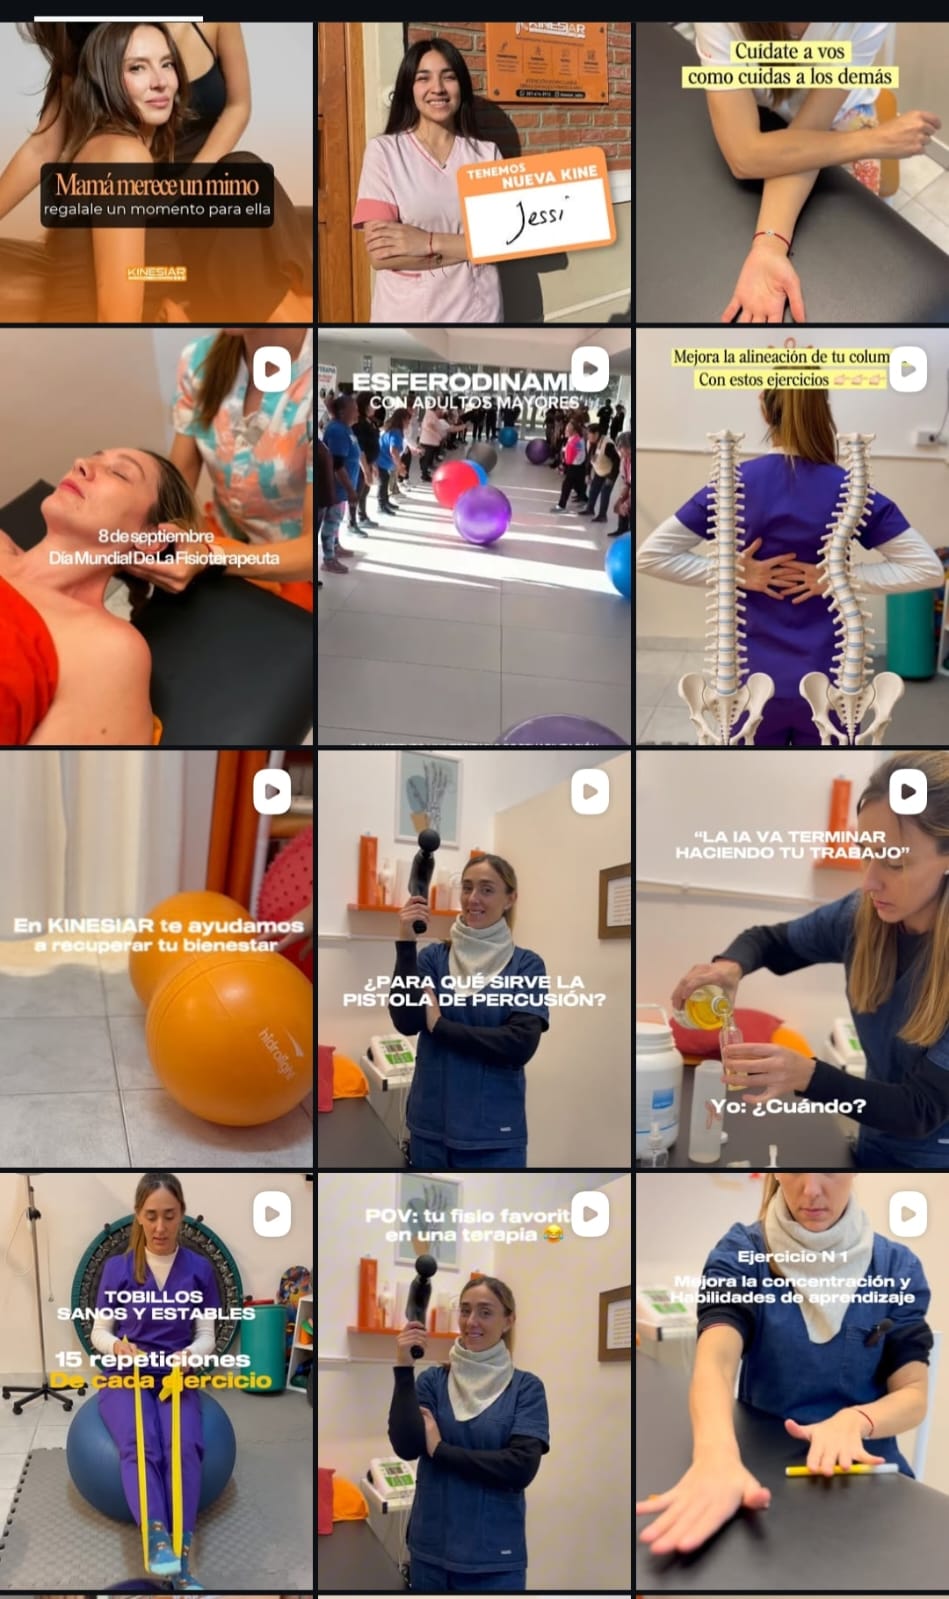 Mamá merece un mimo
regalale un momento para ella
KINESIAR
KINESIAR
TENEMOS
NUEVA KINE
Jessi
Cuídate a vos
como cuidas a los demás
8 de septiembre
Día Mundial De La Fisioterapeuta
ESFERODINAMI
CON ADULTOS MAYORES
Mejora la alineación de tu colum
Con estos ejercicios
En KINESIAR te ayudamos
a recuperar tu bienestar
hidrolight
¿PARA QUÉ SIRVE LA
PISTOLA DE PERCUSIÓN?
“LA IA VA TERMINAR
HACIENDO TU TRABAJO”
Yo: ¿Cuándo?
TOBILLOS
SANOS Y ESTABLES
15 repeticiones
De cada ejercicio
POV: tu fisio favorit
en una terapia 😂
Ejercicio N 1
Mejora la concentración y
Habilidades de aprendizaje